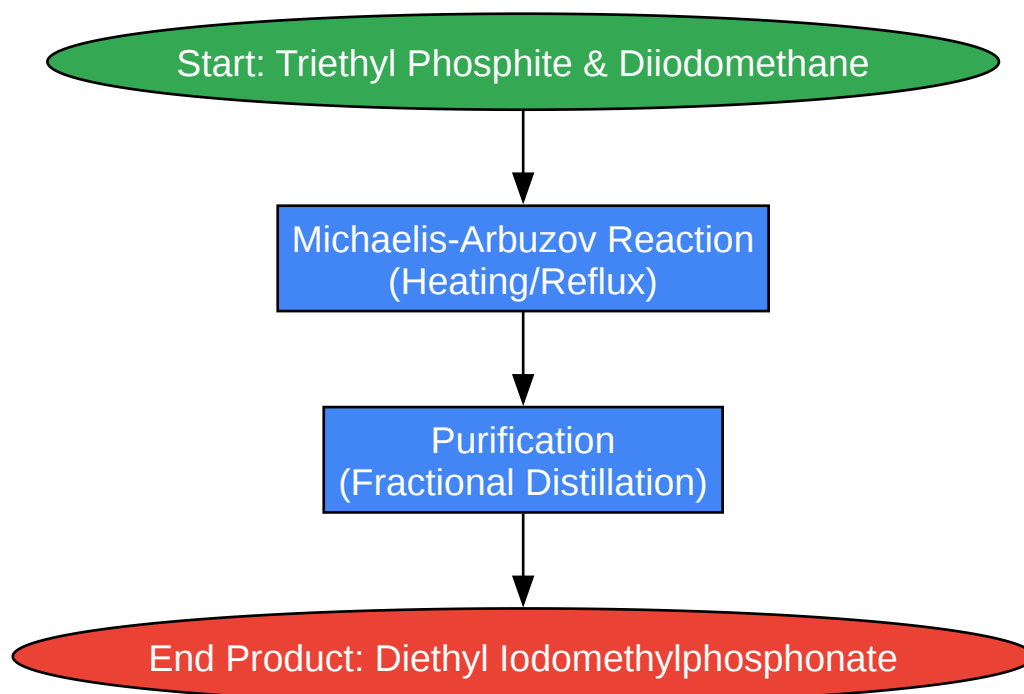 Start: Triethyl Phosphite & Diiodomethane
Michaelis-Arbuzov Reaction
(Heating/Reflux)
Purification
(Fractional Distillation)
End Product: Diethyl Iodomethylphosphonate